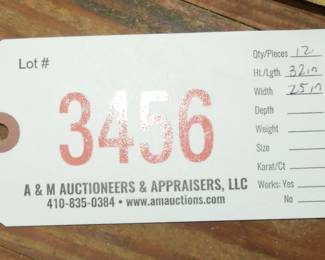 Lot #
3456
A & M AUCTIONEERS & APPRAISERS, LLC
410-835-0384 • www.amauctions.com
Qty/Pieces 12
Ht./Lgth. 32in
Width 25in
Depth
Weight
Size
Karat/Ct
Works: Yes
No